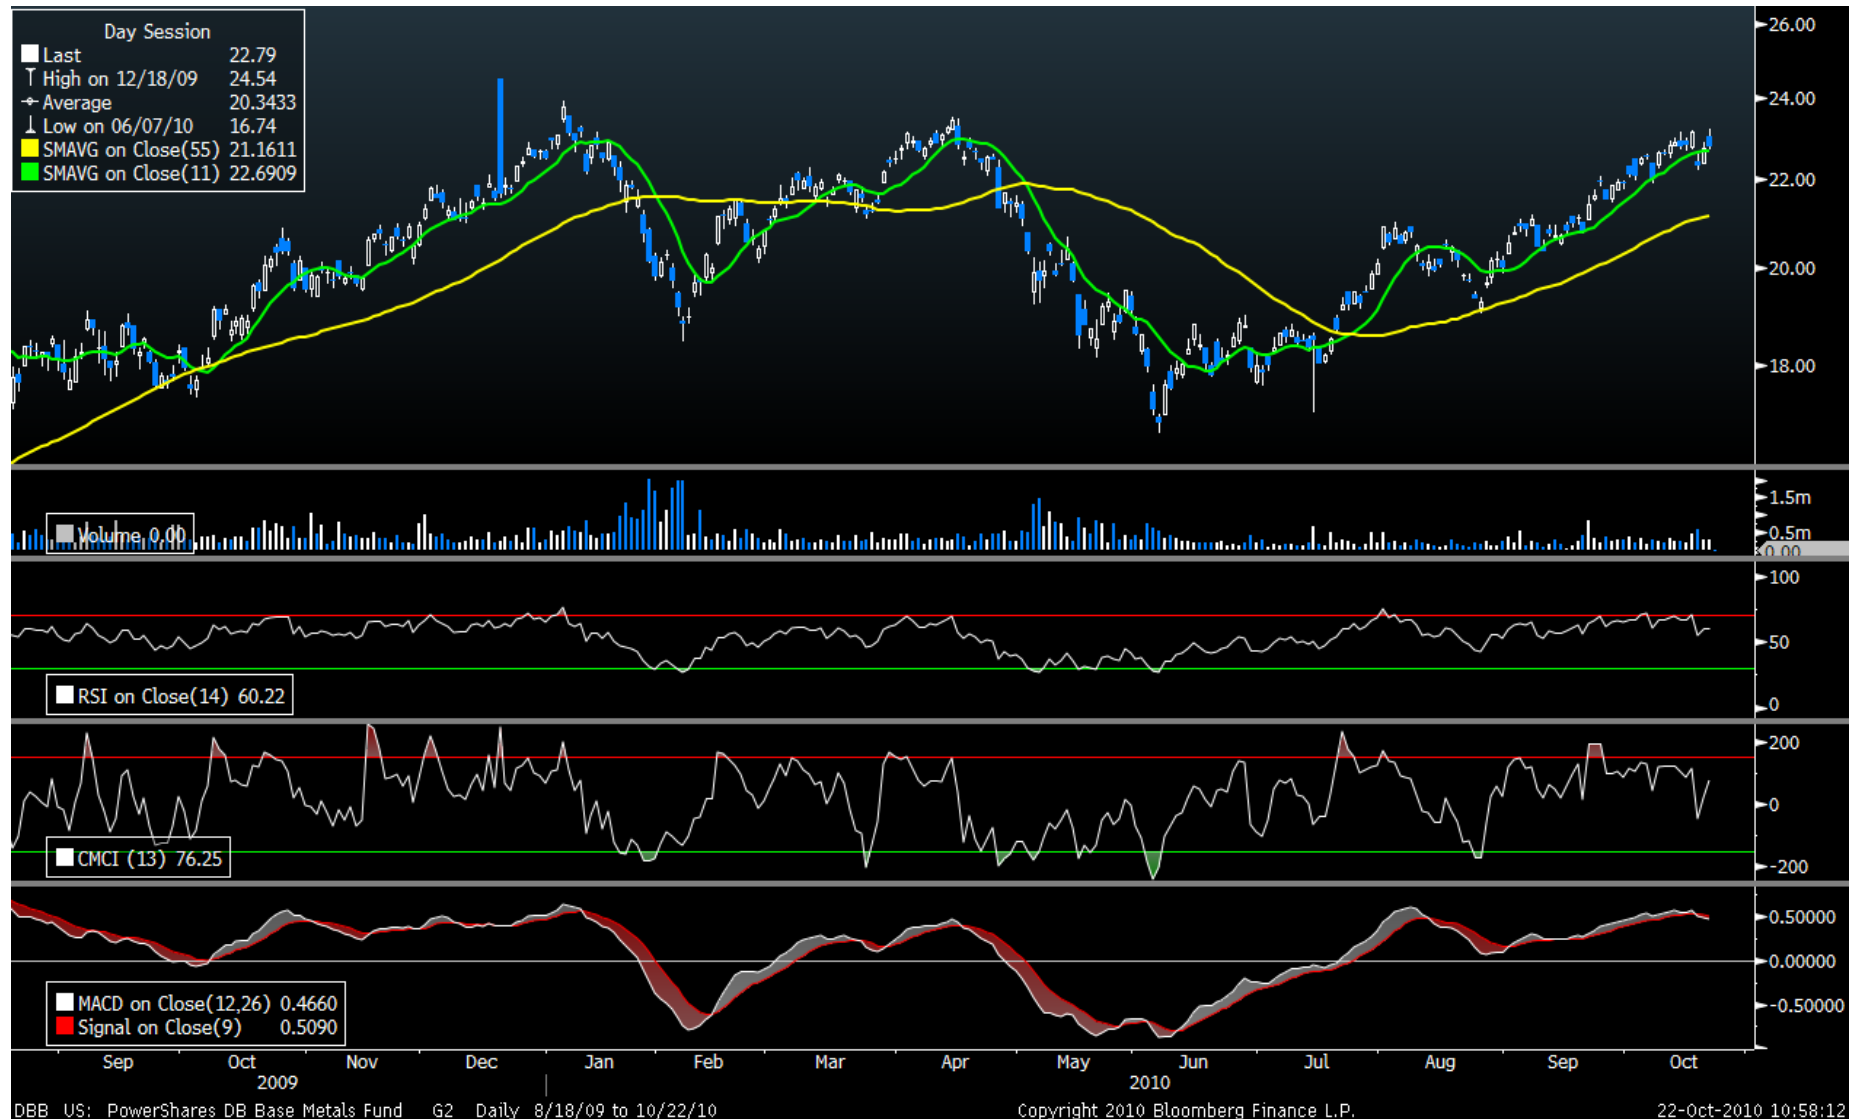 Day Session
Last 22.79
High on 12/18/09 24.54
Average 20.3433
Low on 06/07/10 16.74
SMAVG on Close(55) 21.1611
SMAVG on Close(11) 22.6909
26.00
24.00
22.00
20.00
18.00
Volume 0.00
1.5m
0.5m
0.00
100
50
0
RSI on Close(14) 60.22
200
0
-200
CMCI (13) 76.25
0.50000
0.00000
-0.50000
MACD on Close(12,26) 0.4660
Signal on Close(9) 0.5090
Sep Oct Nov Dec Jan Feb Mar Apr May Jun Jul Aug Sep Oct
2009 2010
DBB US: PowerShares DB Base Metals Fund G2 Daily 8/18/09 to 10/22/10 Copyright 2010 Bloomberg Finance L.P. 22-Oct-2010 10:58:12